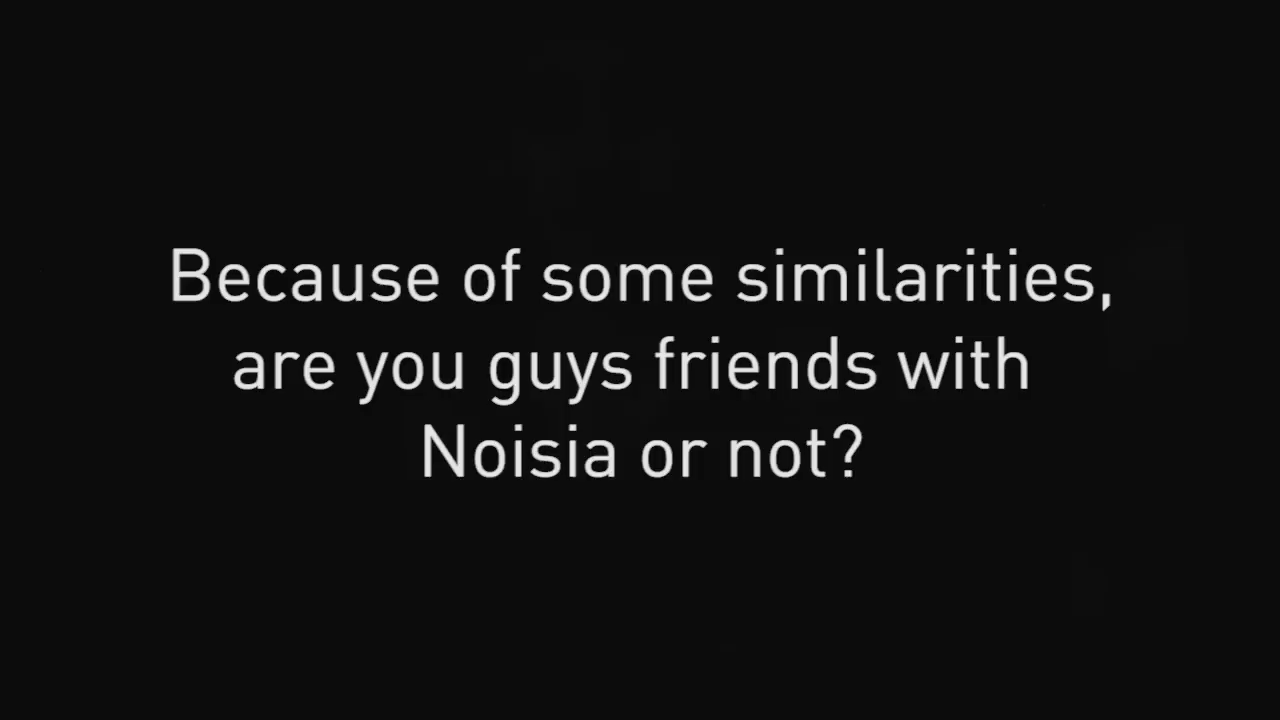 Because of some similarities,
are you guys friends with
Noisia or not?